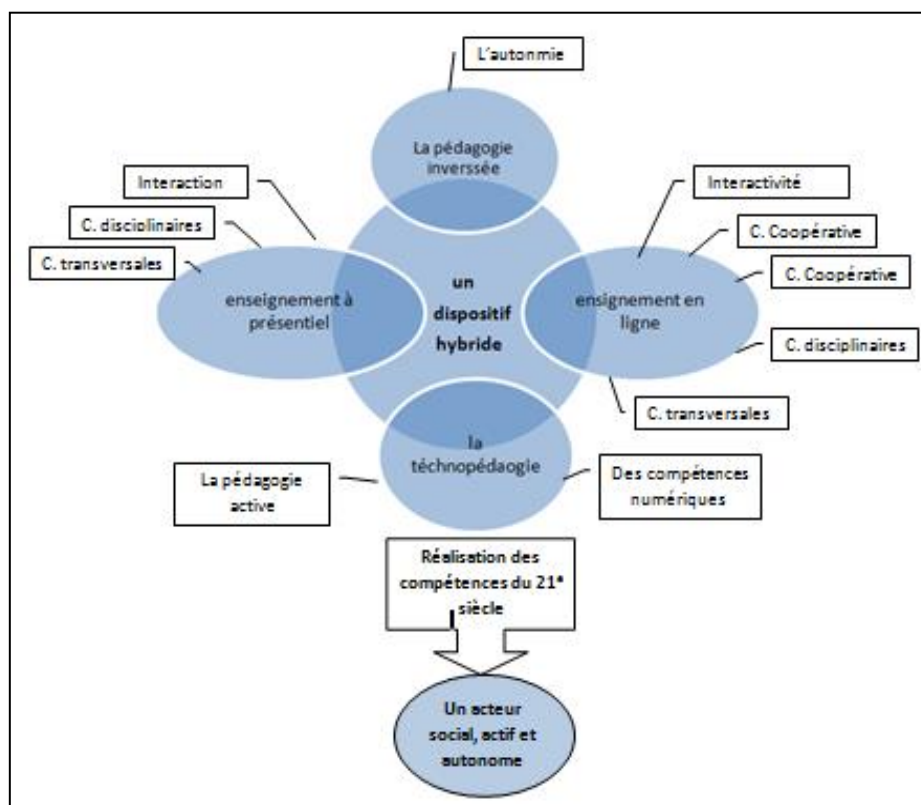 L'autonmie
La pédagogie
inverssée
Interaction
Interactivité
C. disciolinaires
C. Coopérative
C. transversales
C. Coopérative
enseignement à
présentiel
un
dispositif
hybride
ensignement en
ligne
C. disciplinaires
C. transversales
la
téchnopédaogie
La pédagogie
active
Des compétences
numériques
Réalisation des
compétences du 21ᵉ
siècle
Un acteur
social, actif et
autonome